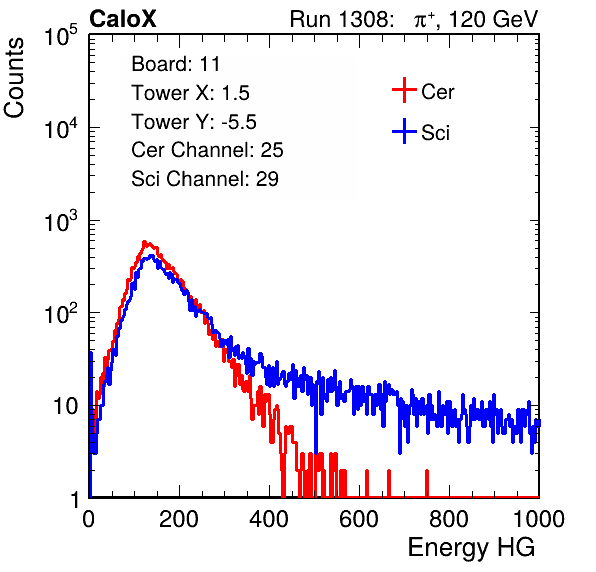 CaloX Run 1308: π⁺, 120 GeV
Counts
Board: 11
Tower X: 1.5
Tower Y: -5.5
Cer Channel: 25
Sci Channel: 29
Cer
Sci
10⁵
10⁴
10³
10²
10
1
0 200 400 600 800 1000
Energy HG